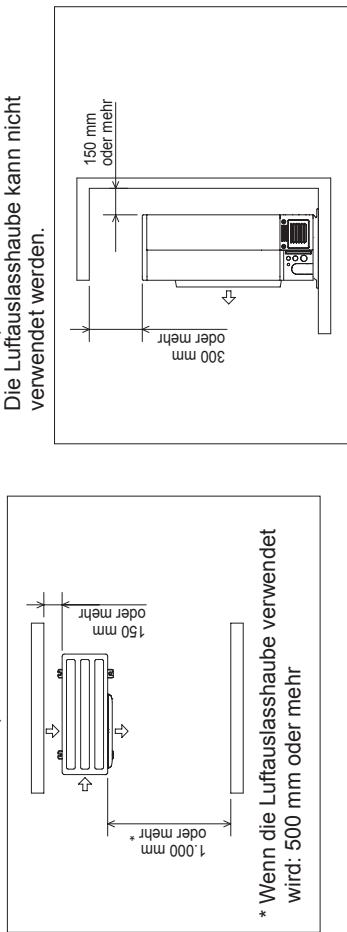 Die Luftauslasshaube kann nicht
verwendet werden.
150 mm
oder mehr
300 mm
oder mehr
150 mm
oder mehr
1.000 mm
oder mehr *
* Wenn die Luftauslasshaube verwendet
wird: 500 mm oder mehr